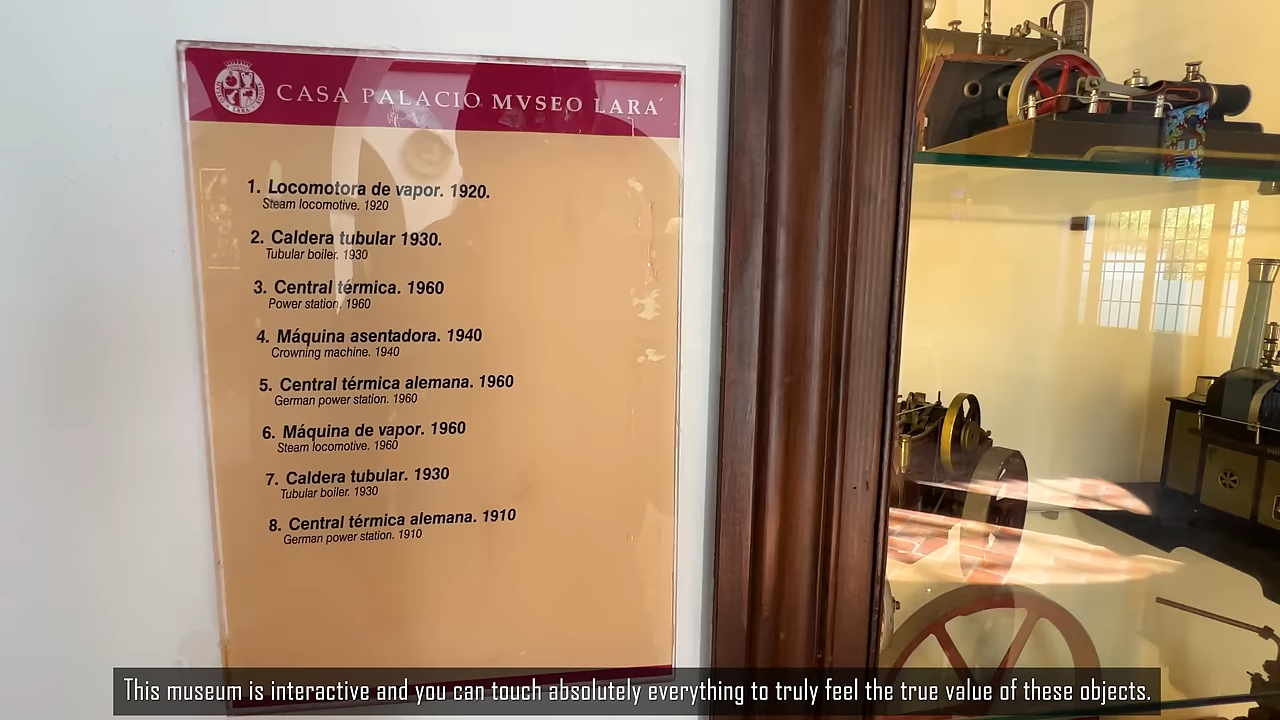 CASA PALACIO MVSEO LARA
1. Locomotora de vapor. 1920.
Steam locomotive. 1920
2. Caldera tubular 1930.
Tubular boiler. 1930
3. Central térmica. 1960
Power station. 1960
4. Máquina asentadora. 1940
Crowning machine. 1940
5. Central térmica alemana. 1960
German power station. 1960
6. Máquina de vapor. 1960
Steam locomotive. 1960
7. Caldera tubular. 1930
Tubular boiler. 1930
8. Central térmica alemana. 1910
German power station. 1910
This museum is interactive and you can touch absolutely everything to truly feel the true value of these objects.